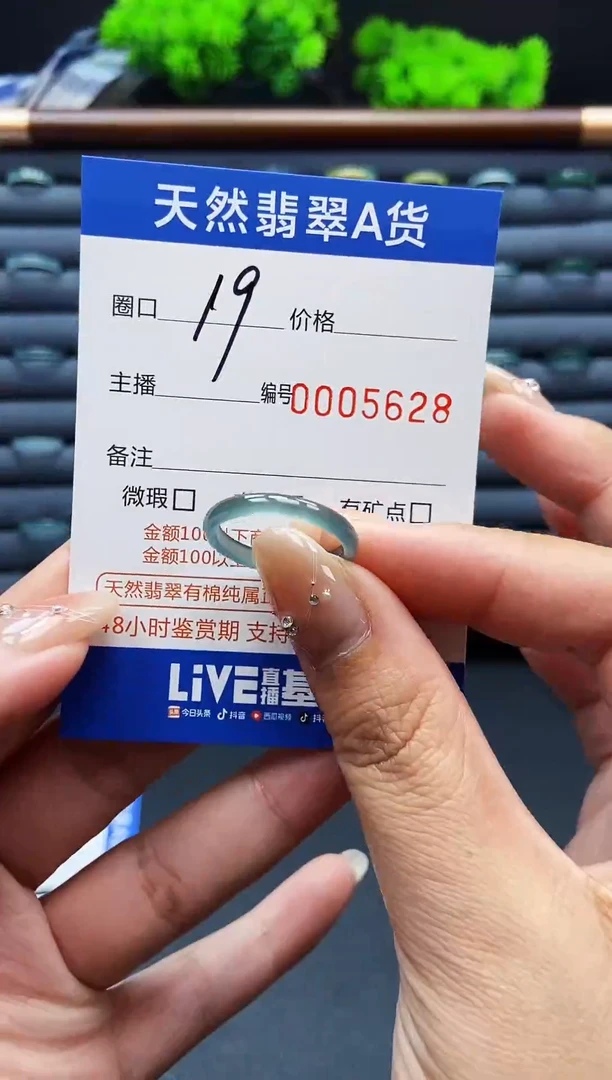 天然翡翠A货
圈口 19 价格
主播 编号0005628
备注
微瑕 有矿点
金额100 下
金额100以
天然翡翠有棉纯属正
48小时鉴赏期 支持
LiVE直播基
今日头条 抖音 西瓜视频 抖